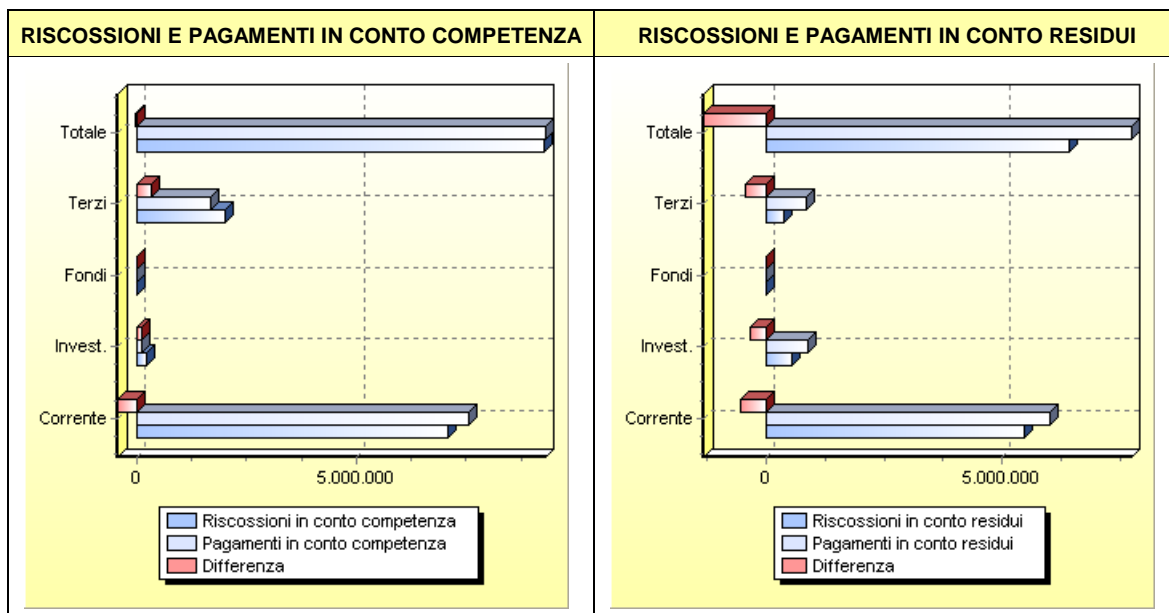 RISCOSSIONI E PAGAMENTI IN CONTO COMPETENZA
Totale
Terzi
Fondi
Invest.
Corrente
0
5.000.000
Riscossioni in conto competenza
Pagamenti in conto competenza
Differenza
RISCOSSIONI E PAGAMENTI IN CONTO RESIDUI
Totale
Terzi
Fondi
Invest.
Corrente
0
5.000.000
Riscossioni in conto residui
Pagamenti in conto residui
Differenza